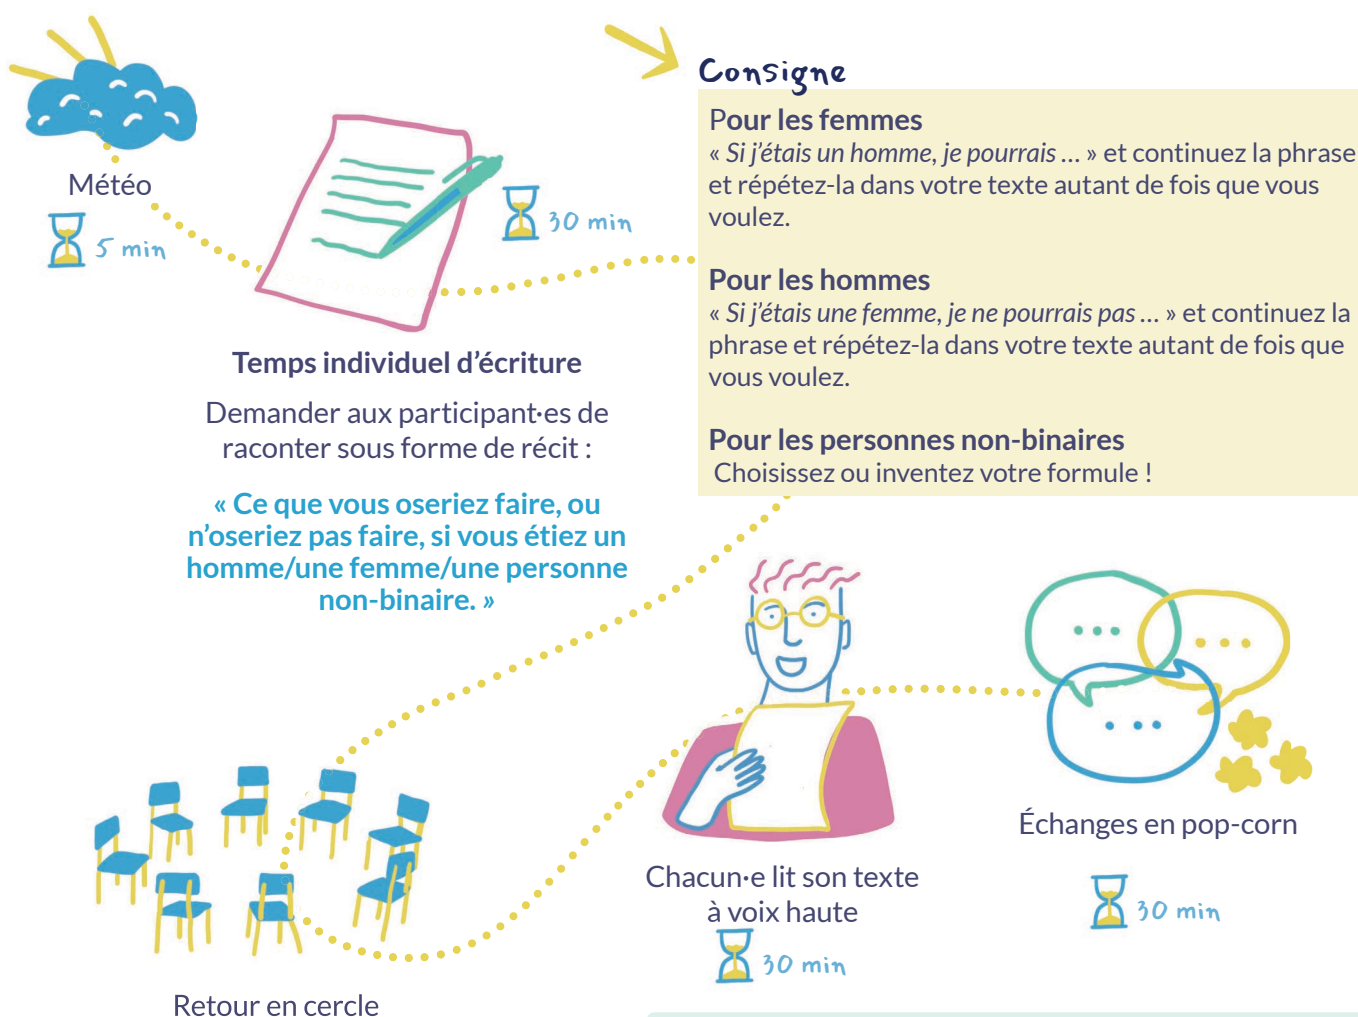 Météo
5 min
30 min
Temps individuel d’écriture
Demander aux participant·es de
raconter sous forme de récit :
« Ce que vous oseriez faire, ou
n’oseriez pas faire, si vous étiez un
homme/une femme/une personne
non-binaire. »
Consigne
Pour les femmes
« Si j’étais un homme, je pourrais … » et continuez la phrase
et répétez-la dans votre texte autant de fois que vous
voulez.
Pour les hommes
« Si j’étais une femme, je ne pourrais pas … » et continuez la
phrase et répétez-la dans votre texte autant de fois que
vous voulez.
Pour les personnes non-binaires
Choisissez ou inventez votre formule !
Retour en cercle
Chacun·e lit son texte
à voix haute
30 min
Échanges en pop-corn
30 min